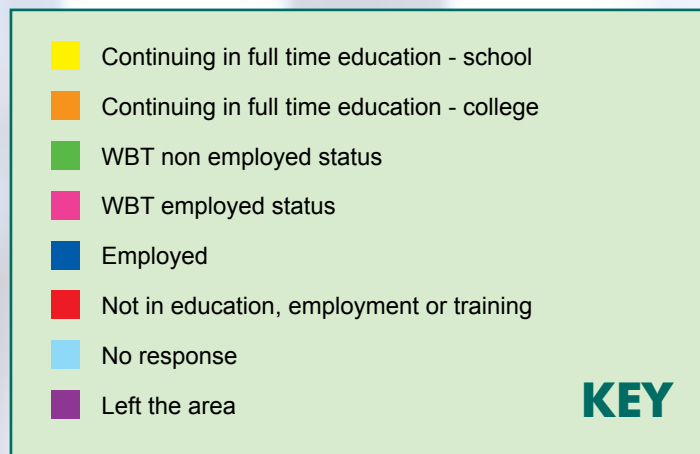 Continuing in full time education - school
Continuing in full time education - college
WBT non employed status
WBT employed status
Employed
Not in education, employment or training
No response
Left the area
KEY